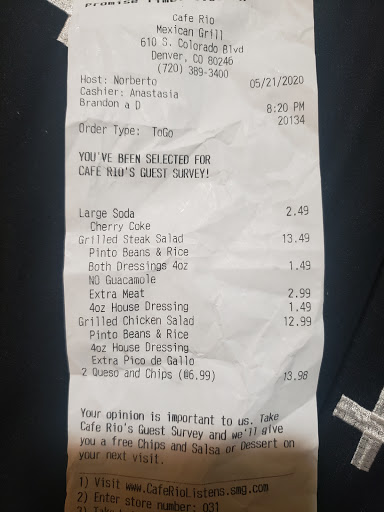 Cafe Rio
Mexican Grill
610 S. Colorado Blvd
Denver, CO 80246
(720) 389-3400
Host: Norberto 05/21/2020
Cashier: Anastasia
Brandon a D 8:20 PM
20134
Order Type: ToGo
YOU'VE BEEN SELECTED FOR
CAFÉ RIO'S GUEST SURVEY!
Large Soda 2.49
Cherry Coke
Grilled Steak Salad 13.49
Pinto Beans & Rice
Both Dressings 4oz 1.49
NO Guacamole
Extra Meat 2.99
4oz House Dressing 1.49
Grilled Chicken Salad 12.99
Pinto Beans & Rice
4oz House Dressing
Extra Pico de Gallo
2 Queso and Chips (@6.99) 13.98
Your opinion is important to us. Take
Cafe Rio's Guest Survey and we'll give
you a free Chips and Salsa or Dessert on
your next visit.
1) Visit www.CafeRioListens.smg.com
2) Enter store number: 031